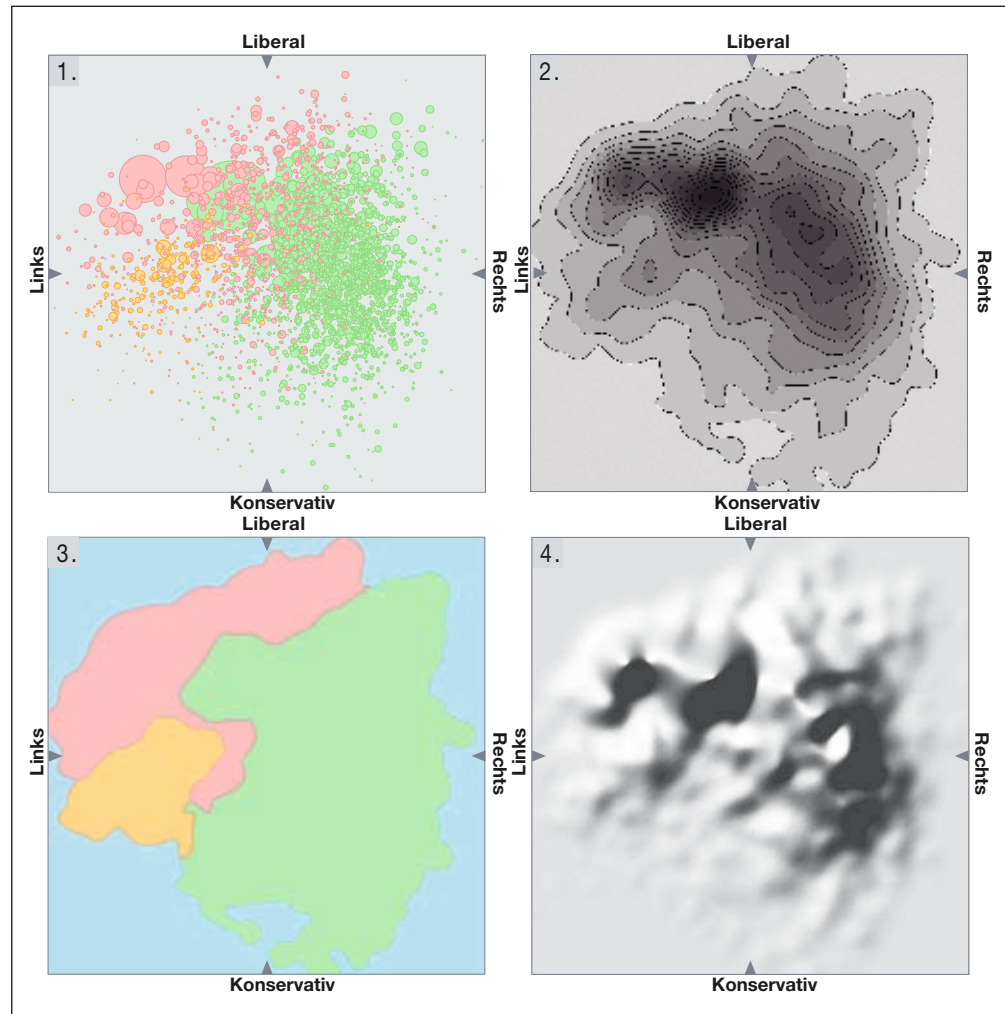 Liberal
1.
Links
Rechts
Konservativ
Liberal
2.
Links
Rechts
Konservativ
Liberal
3.
Links
Rechts
Konservativ
Liberal
4.
Links
Rechts
Konservativ